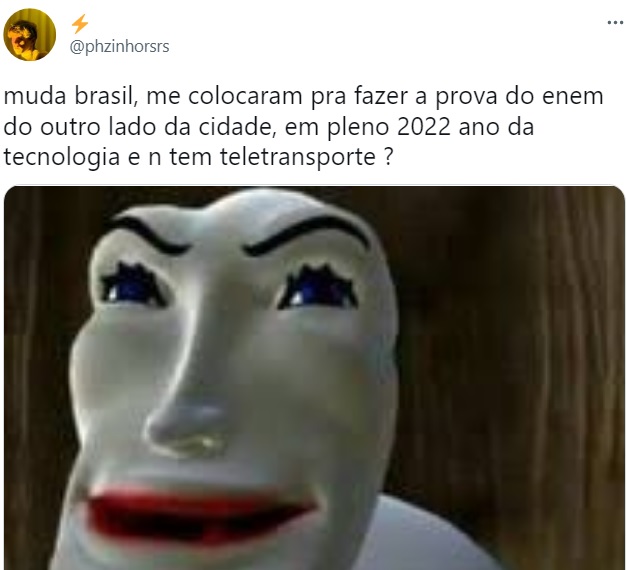 ⚡
@phzinhorsrs
muda brasil, me colocaram pra fazer a prova do enem
do outro lado da cidade, em pleno 2022 ano da
tecnologia e n tem teletransporte ?